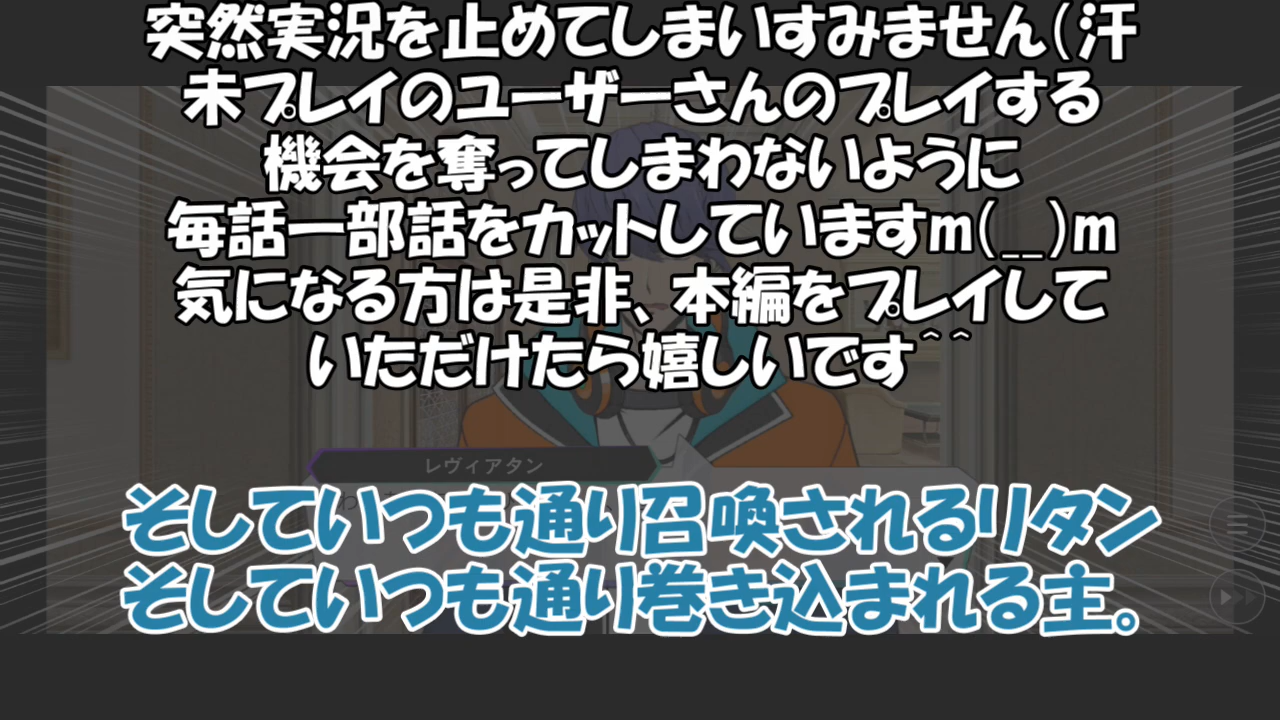 突然実況を止めてしまいすみません(汗
未プレイのユーザーさんのプレイする
機会を奪ってしまわないように
毎話一部話をカットしていますm(__)m
気になる方は是非、本編をプレイして
いただけたら嬉しいです^^
レヴィアタン
そしていつも通り召喚されるリタン
そしていつも通り巻き込まれる主。